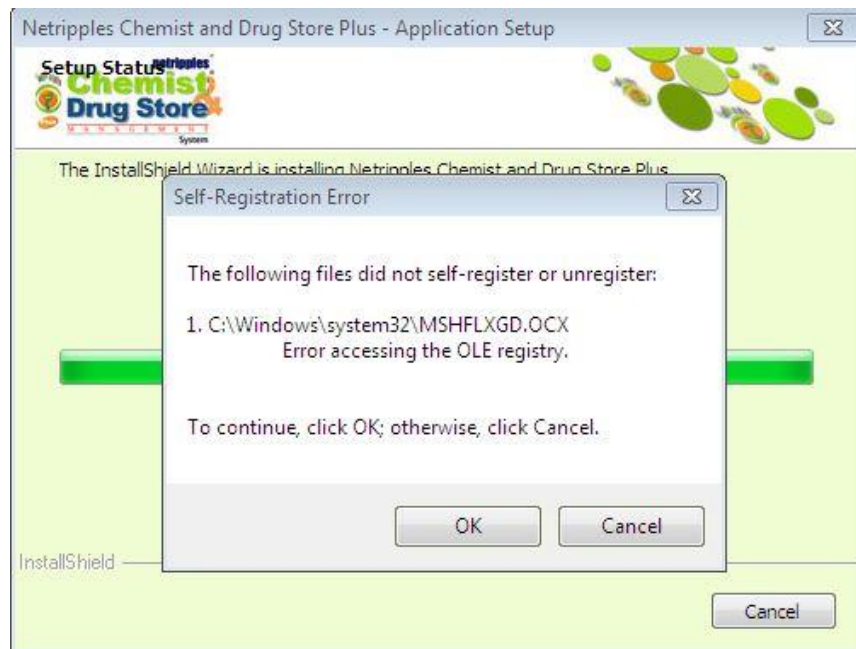 Netripples Chemist and Drug Store Plus - Application Setup
Setup Status
netripples
Chemist &
Drug Store
MANAGEMENT
System
The InstallShield Wizard is installing Netripples Chemist and Drug Store Plus
Self-Registration Error
The following files did not self-register or unregister:
1. C:\Windows\system32\MSHFLXGD.OCX
Error accessing the OLE registry.
To continue, click OK; otherwise, click Cancel.
OK
Cancel
InstallShield
Cancel